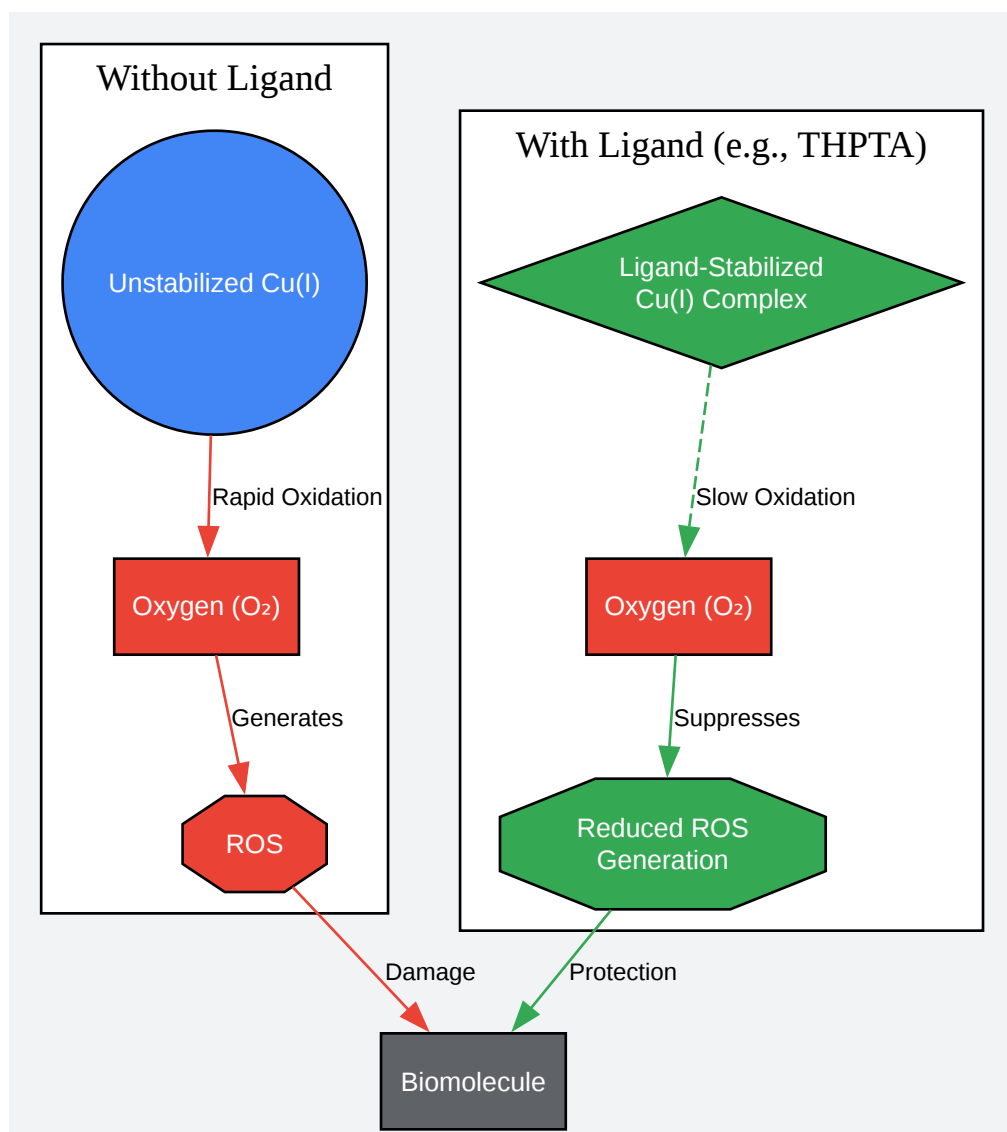 Without Ligand
Unstabilized Cu(I)
Rapid Oxidation
Oxygen (O₂)
Generates
ROS
With Ligand (e.g., THPTA)
Ligand-Stabilized
Cu(I) Complex
Slow Oxidation
Oxygen (O₂)
Suppresses
Reduced ROS
Generation
Damage
Protection
Biomolecule